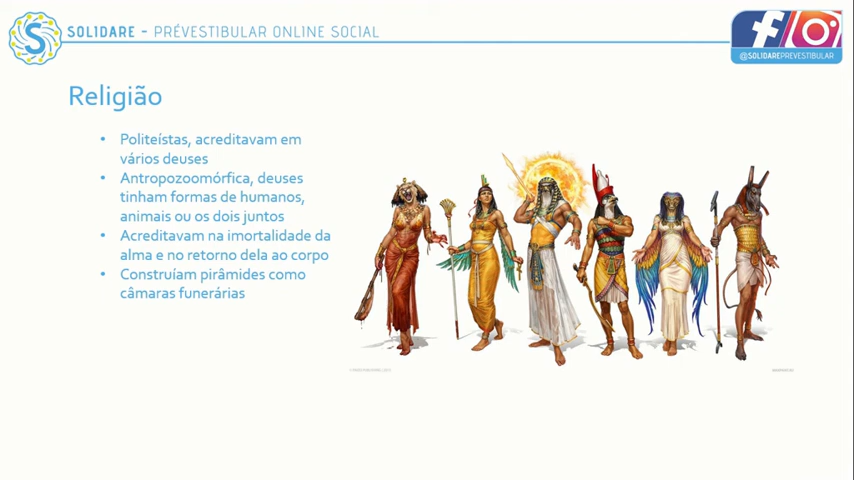 SOLIDARE - PRÉVESTIBULAR ONLINE SOCIAL
@SOLIDAREPREVESTIBULAR
Religião
• Politeístas, acreditavam em
vários deuses
• Antropozoomórfica, deuses
tinham formas de humanos,
animais ou os dois juntos
• Acreditavam na imortalidade da
alma e no retorno dela ao corpo
• Construíam pirâmides como
câmaras funerárias